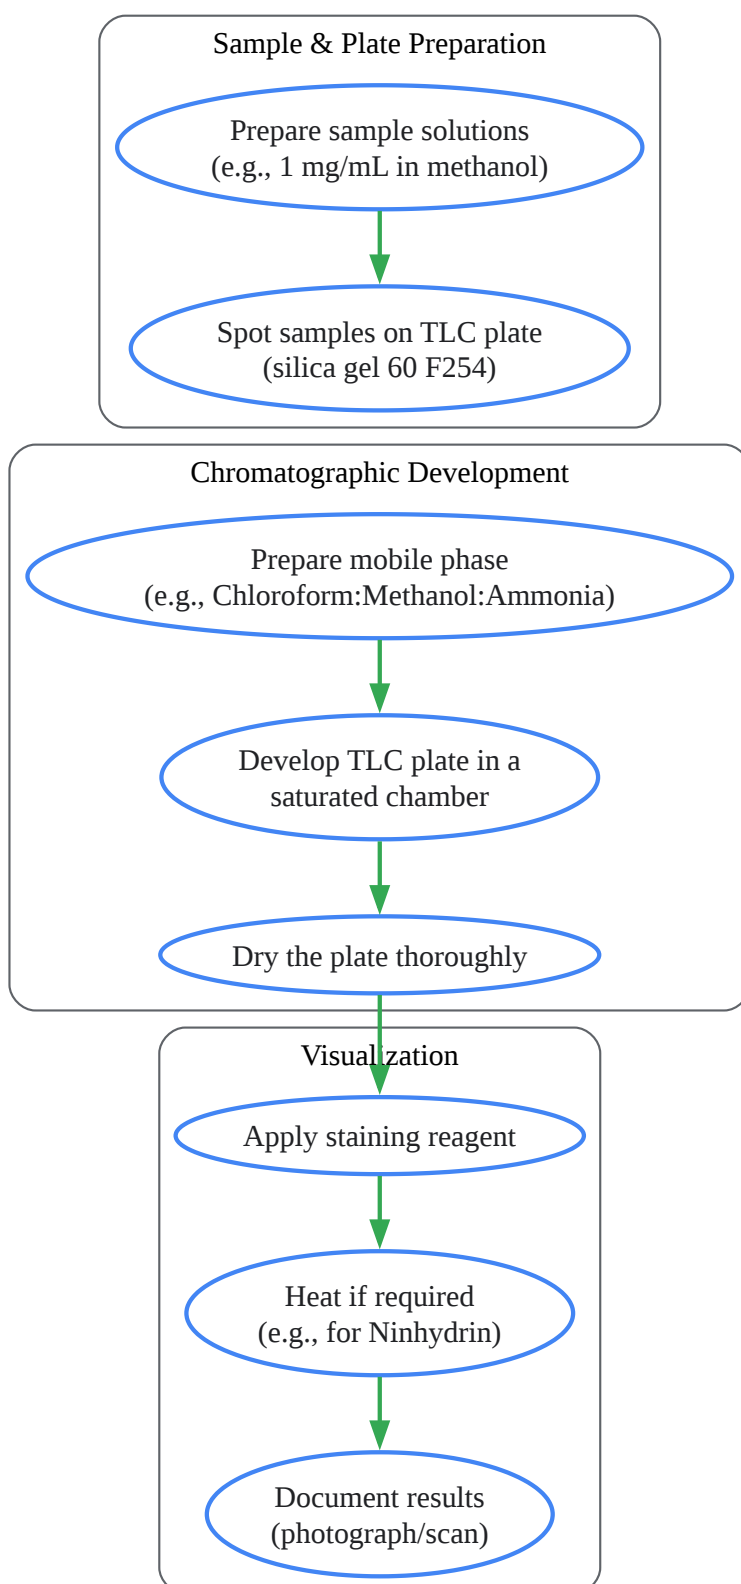 Sample & Plate Preparation
Prepare sample solutions
(e.g., 1 mg/mL in methanol)
Spot samples on TLC plate
(silica gel 60 F254)
Chromatographic Development
Prepare mobile phase
(e.g., Chloroform:Methanol:Ammonia)
Develop TLC plate in a
saturated chamber
Dry the plate thoroughly
Visualization
Apply staining reagent
Heat if required
(e.g., for Ninhydrin)
Document results
(photograph/scan)